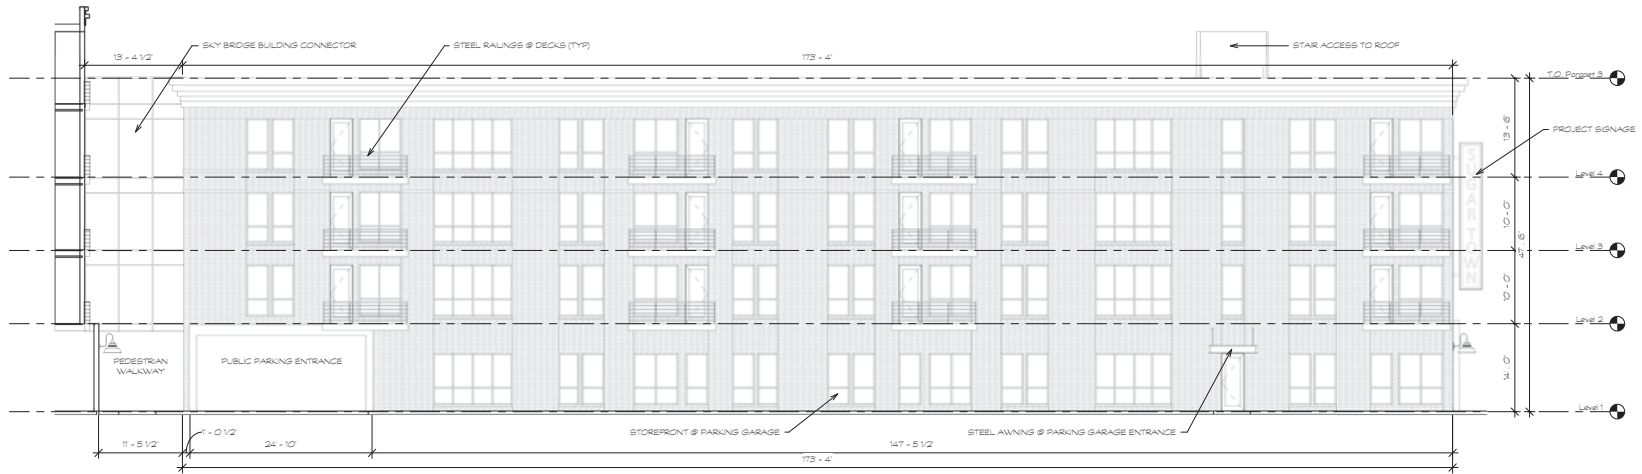 13' - 4 1/2"
SKY BRIDGE BUILDING CONNECTOR
STEEL RAILINGS @ DECKS (TYP)
173' - 4"
STAIR ACCESS TO ROOF
T.O. Parapet 3
13' - 6"
PROJECT SIGNAGE
SUGAR TOWN
Level 4
10' - 0"
47' - 6"
Level 3
10' - 0"
Level 2
14' - 0"
PEDESTRIAN
WALKWAY
PUBLIC PARKING ENTRANCE
Level 1
STOREFRONT @ PARKING GARAGE
STEEL AWNING @ PARKING GARAGE ENTRANCE
11' - 5 1/2"
1' - 0 1/2"
24' - 10"
147' - 5 1/2"
173' - 4"